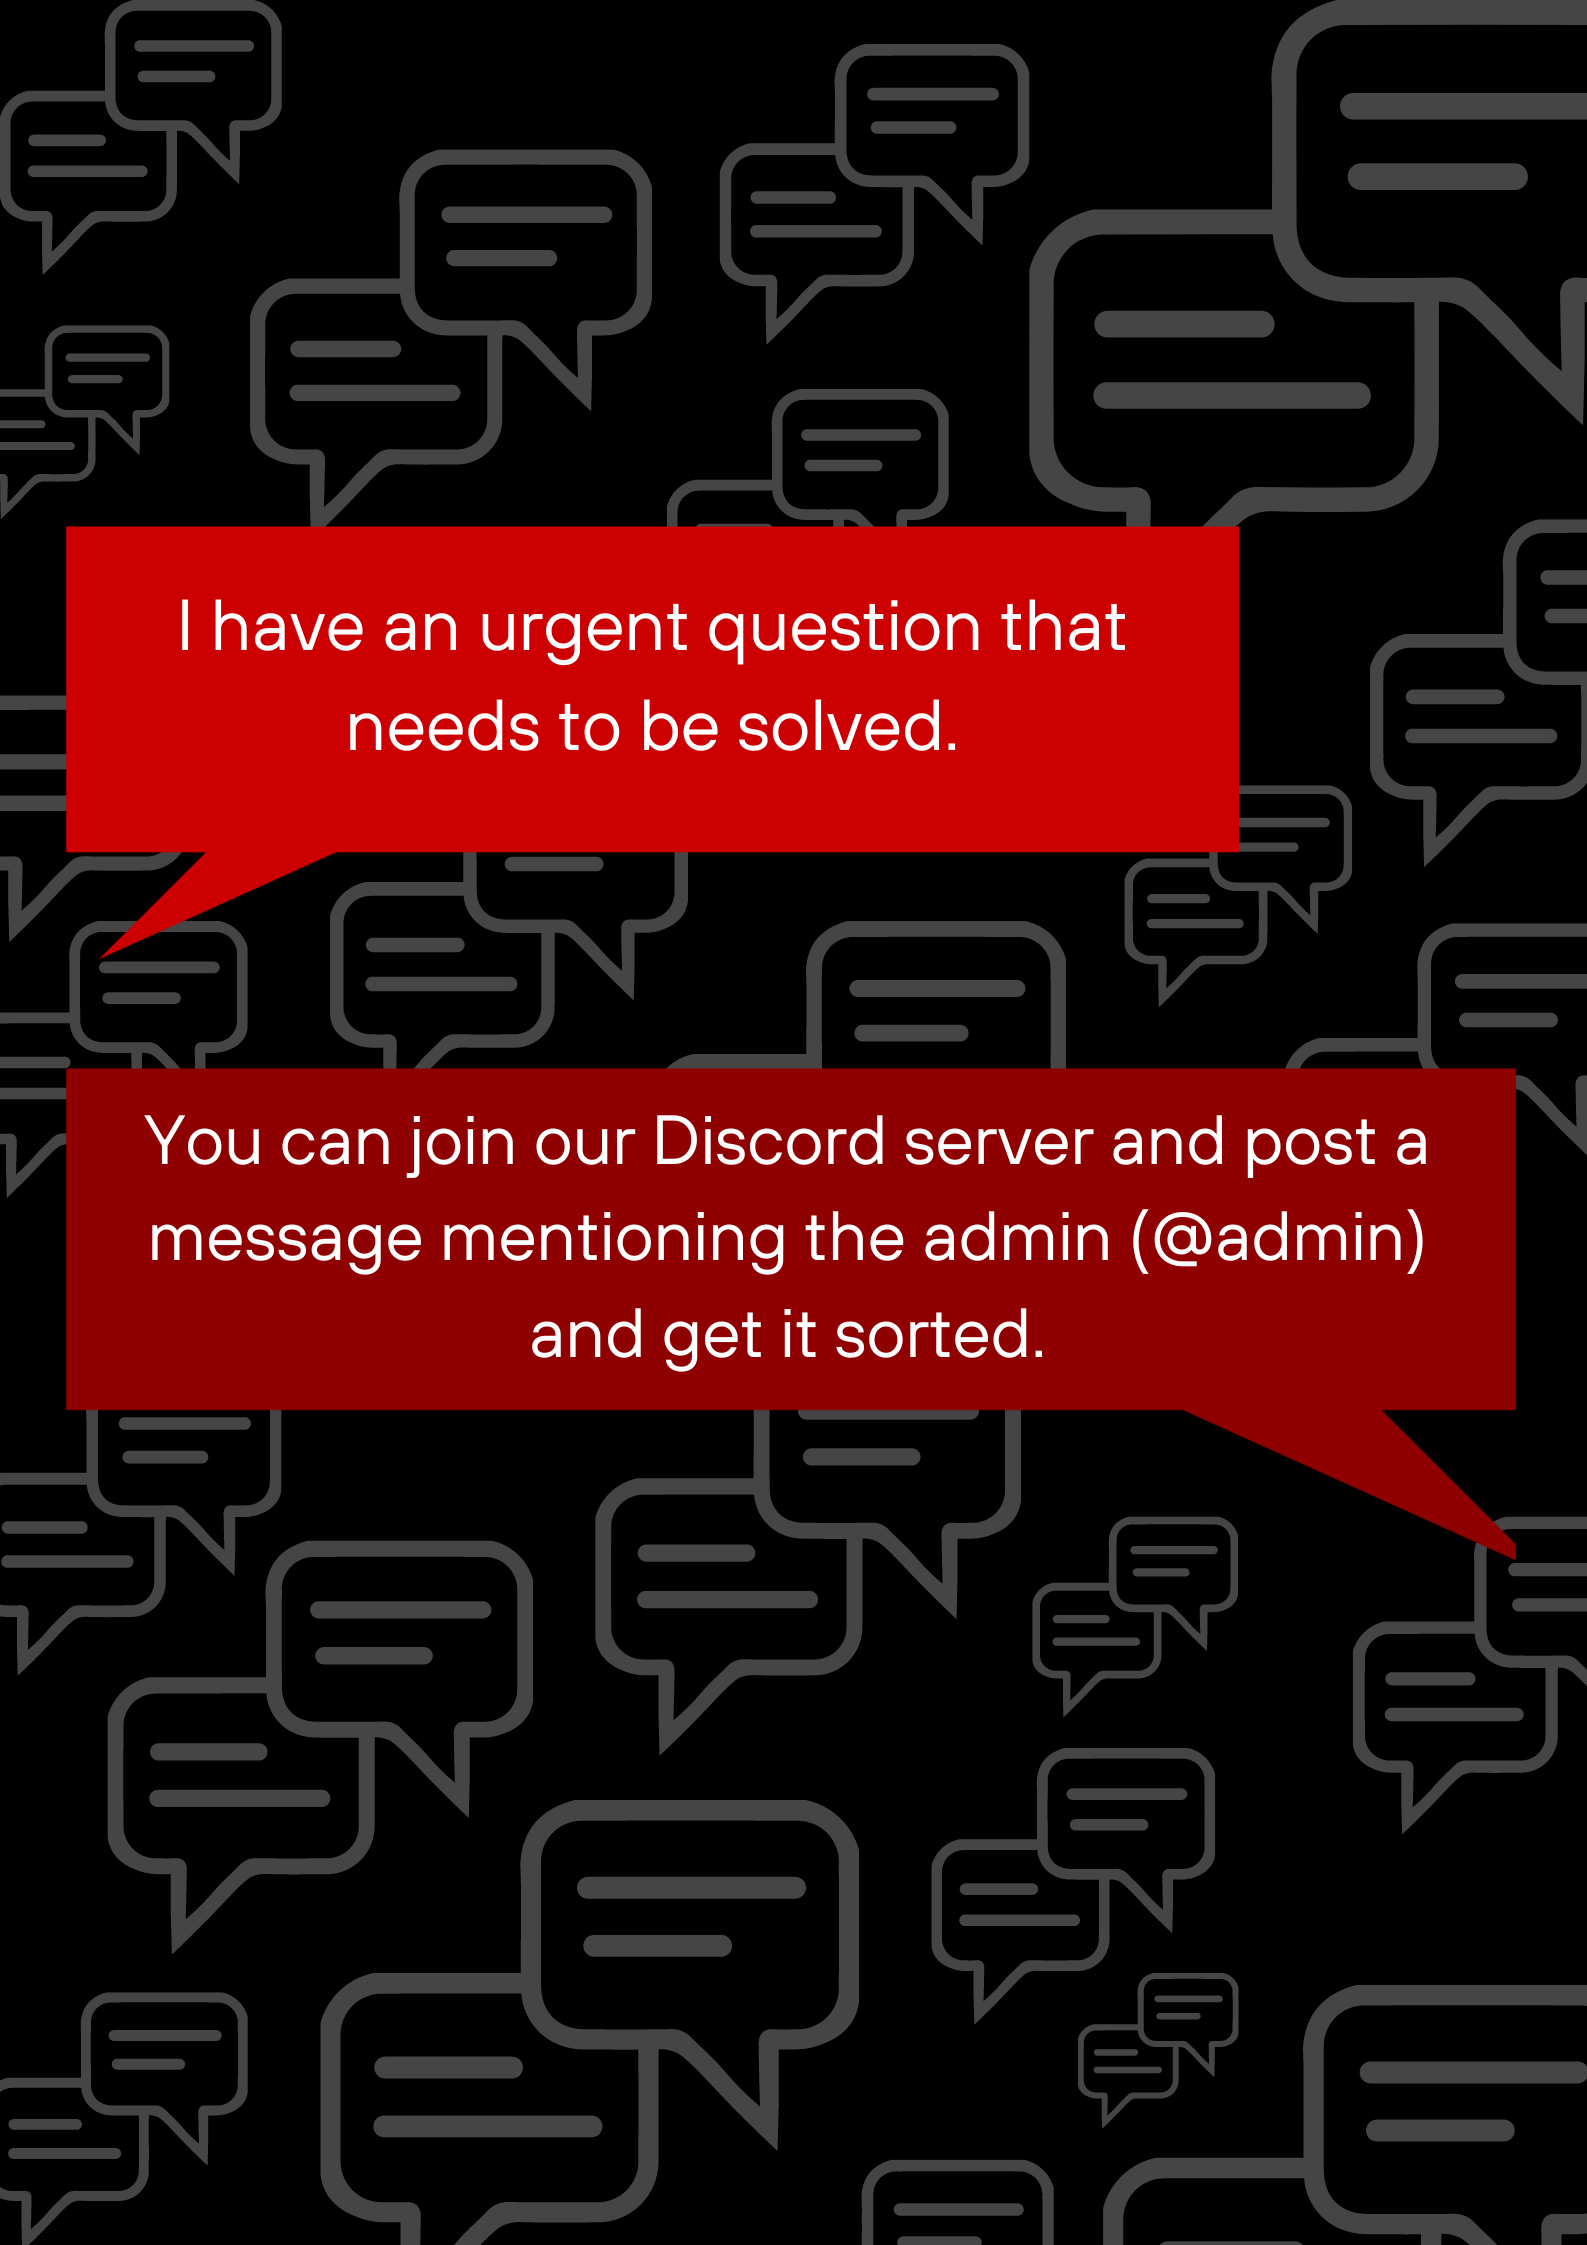 I have an urgent question that
needs to be solved.
You can join our Discord server and post a
message mentioning the admin (@admin)
and get it sorted.